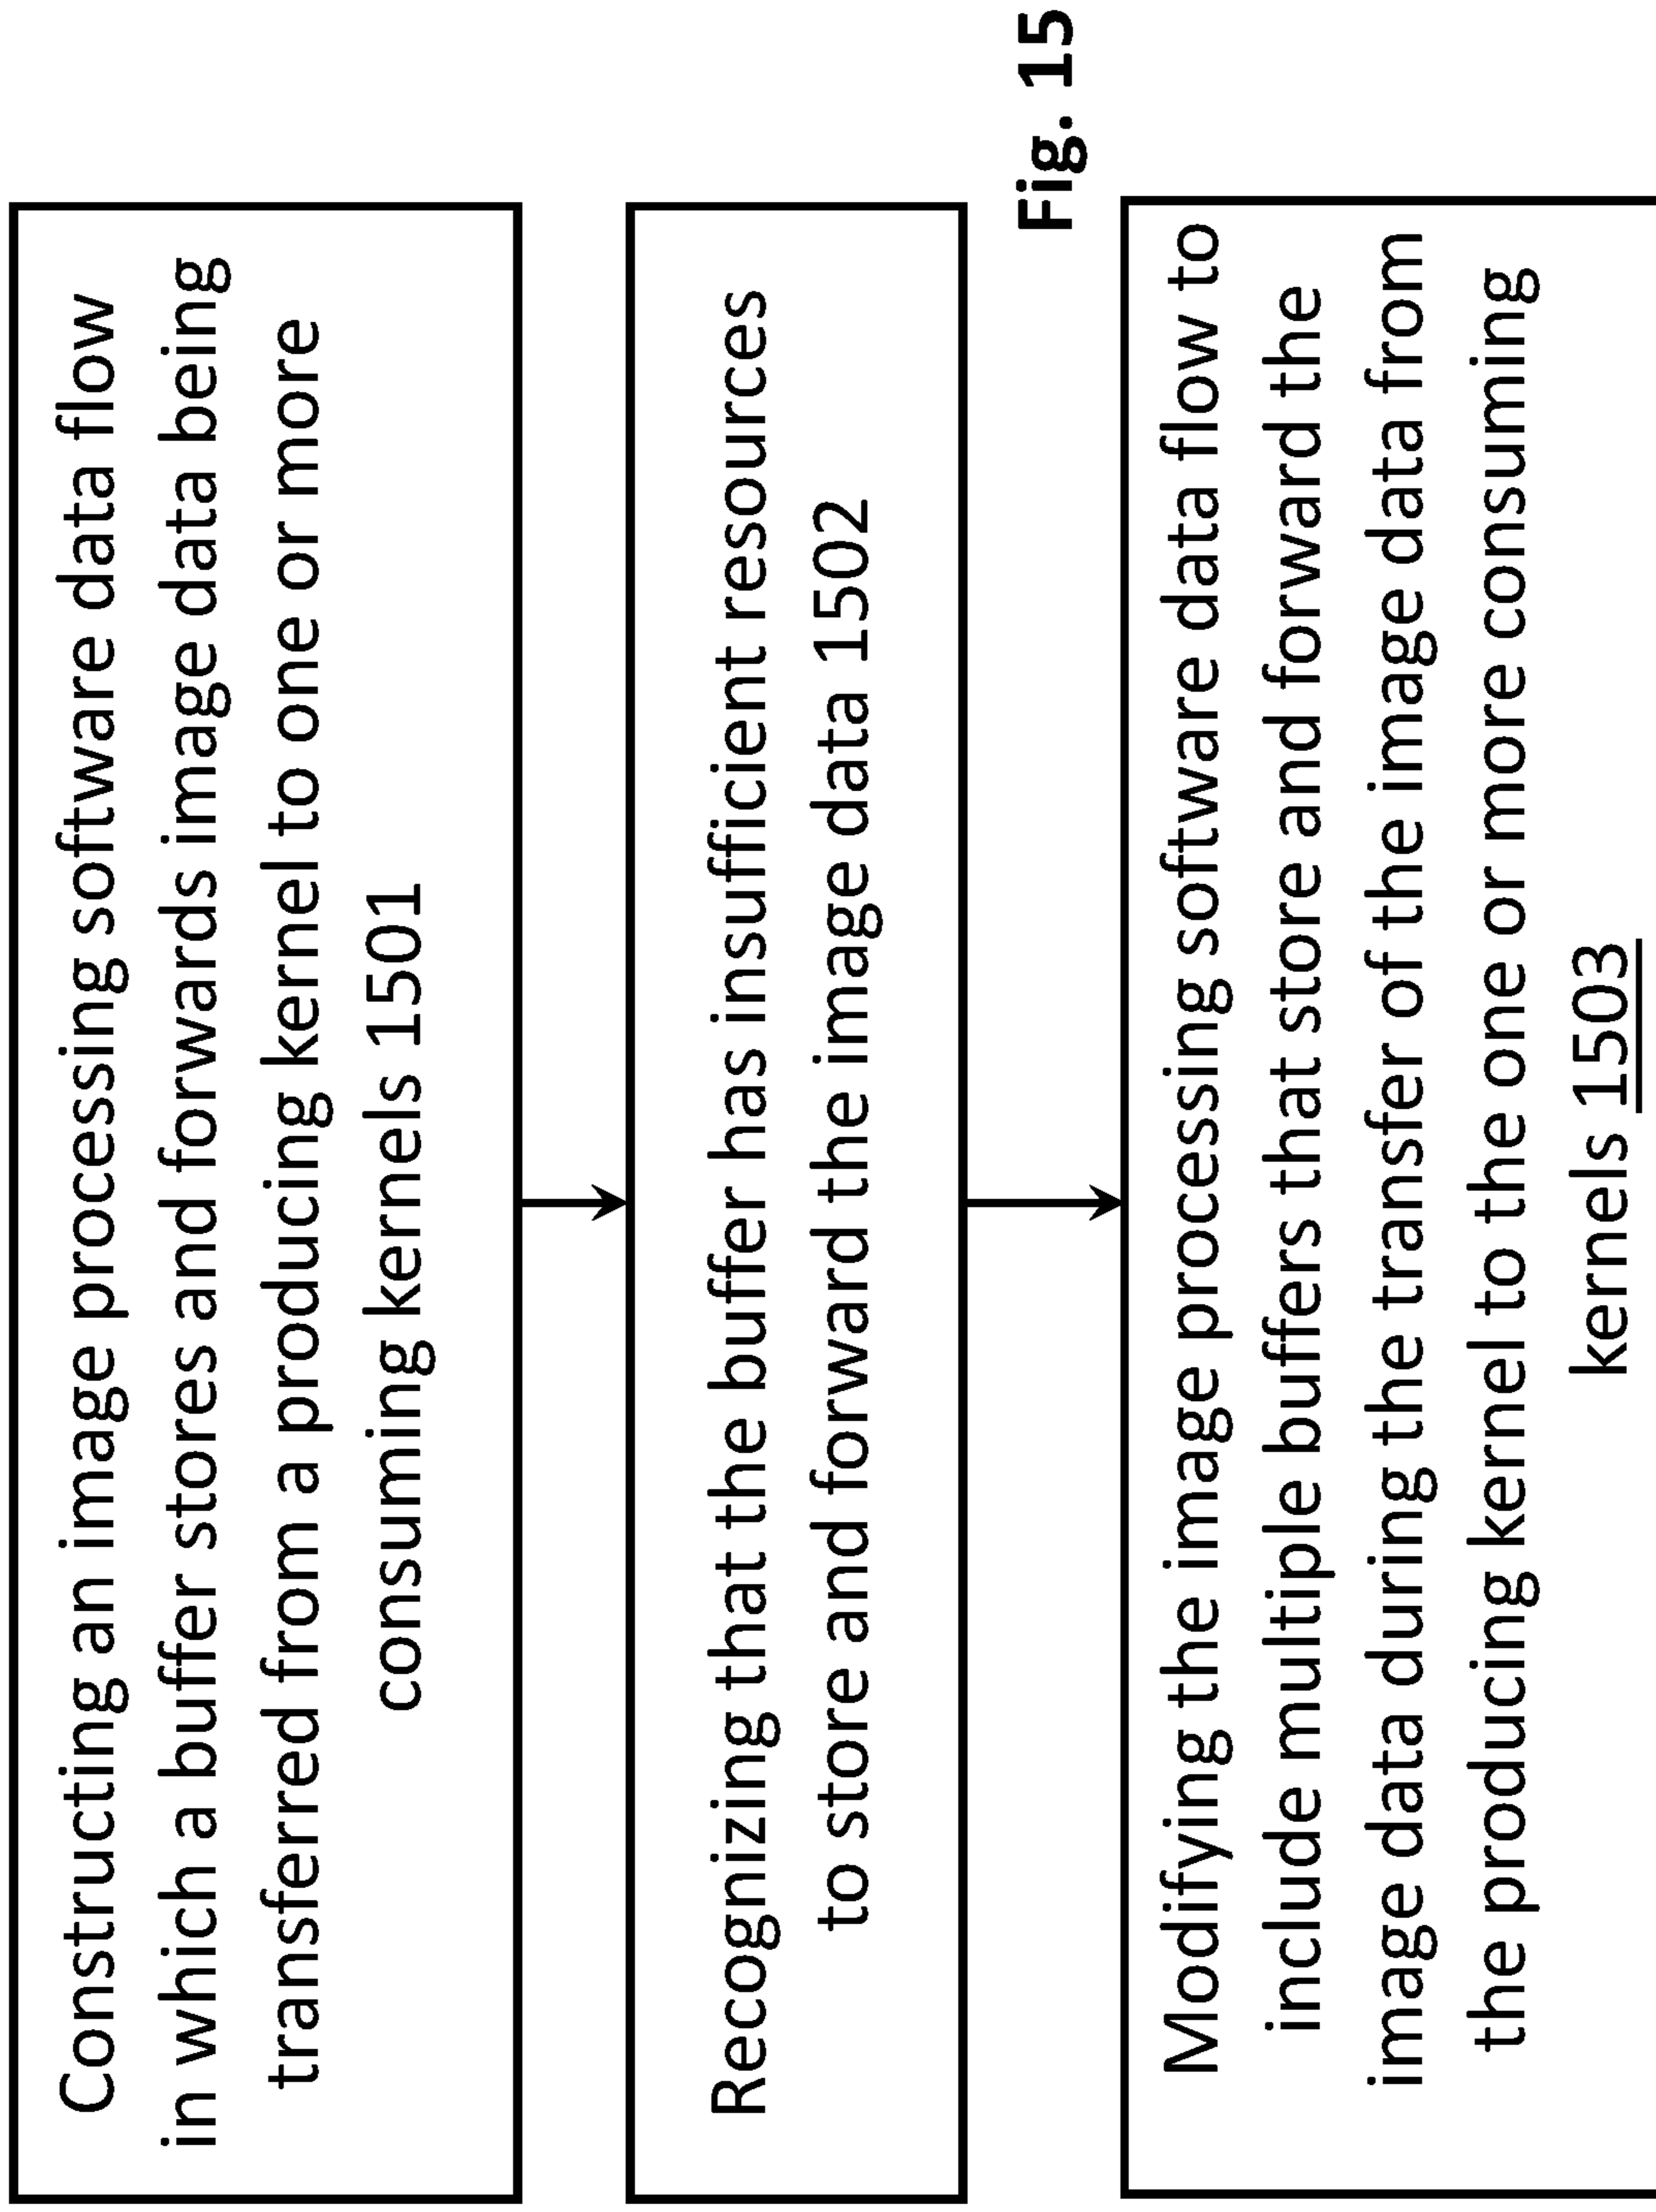 Constructing an image processing software data flow
in which a buffer stores and forwards image data being
transferred from a producing kernel to one or more
consuming kernels 1501
Recognizing that the buffer has insufficient resources
to store and forward the image data 1502
Fig. 15
Modifying the image processing software data flow to
include multiple buffers that store and forward the
image data during the transfer of the image data from
the producing kernel to the one or more consuming
kernels 1503